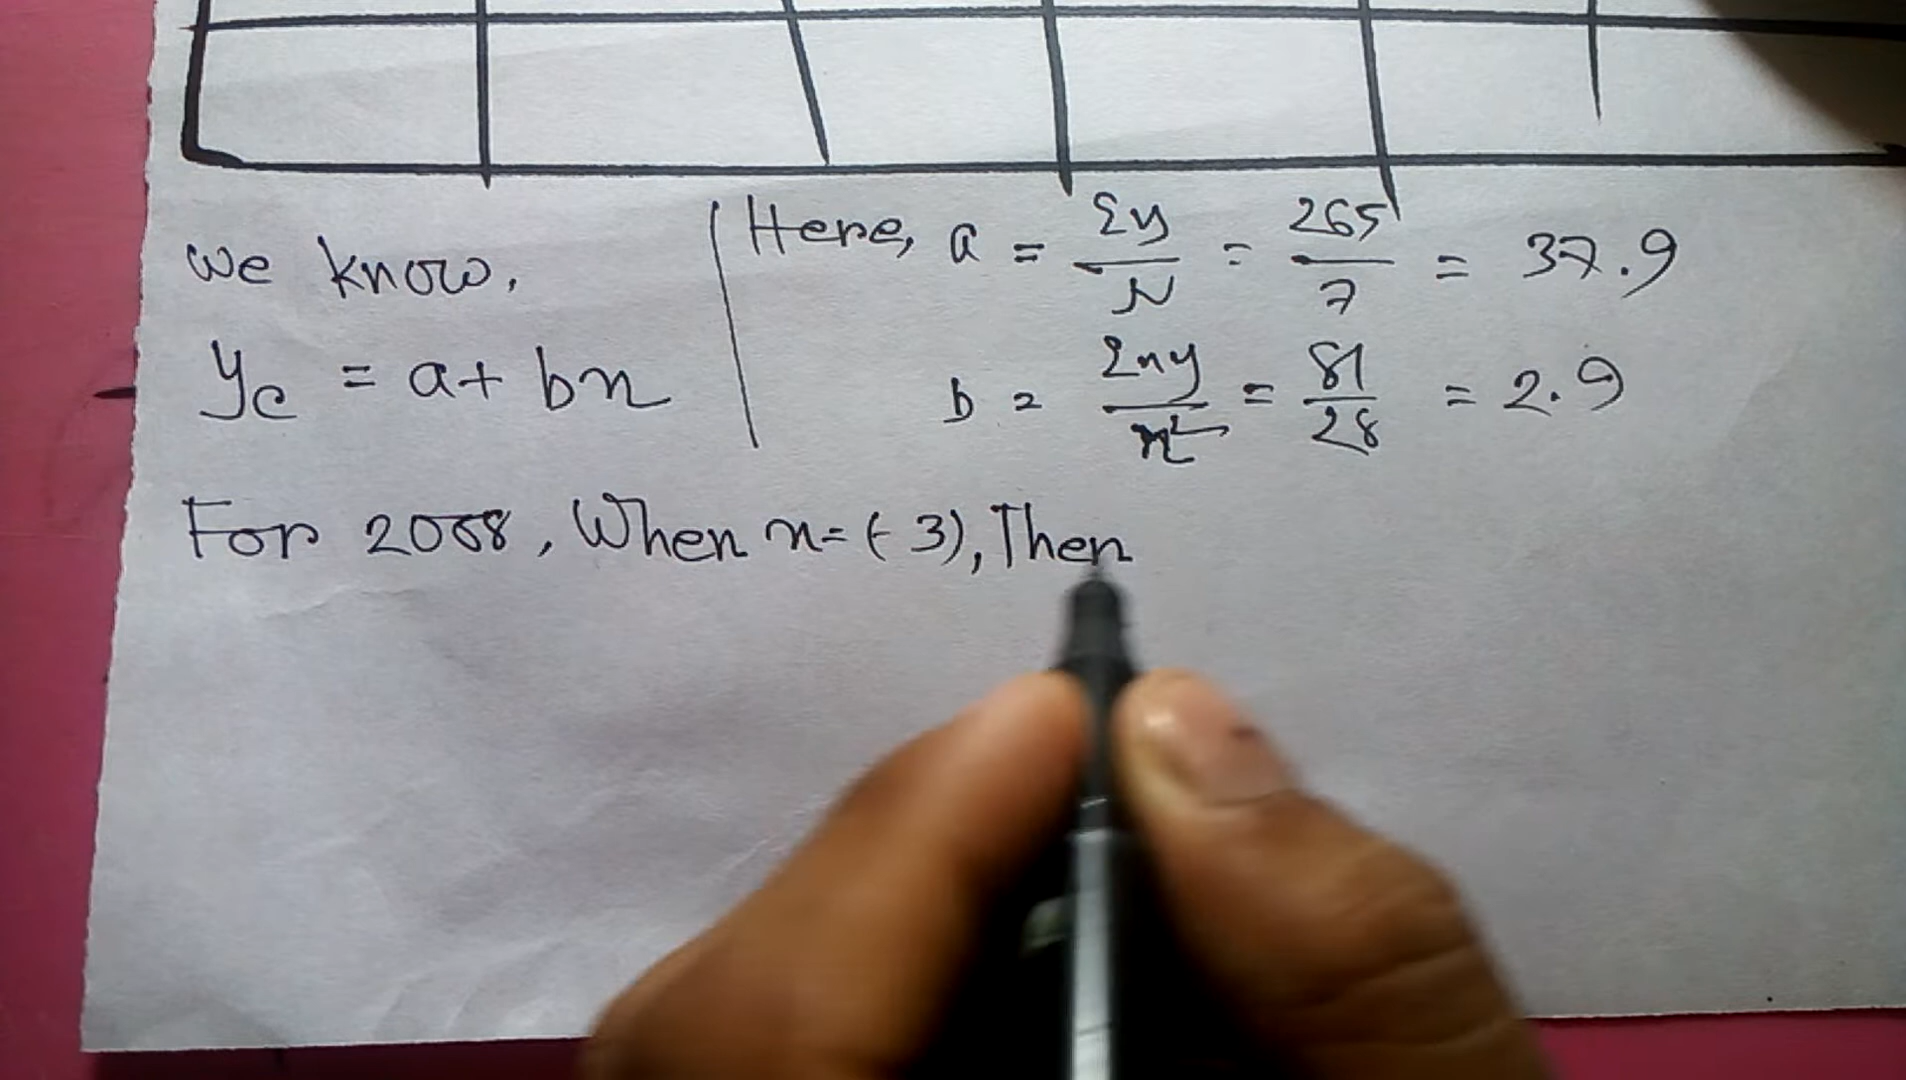 We know,
yc = a + bx
Here, a = Σy/N = 265/7 = 37.9
b = Σxy/x² = 81/28 = 2.9
For 2008, When x = (-3), Then